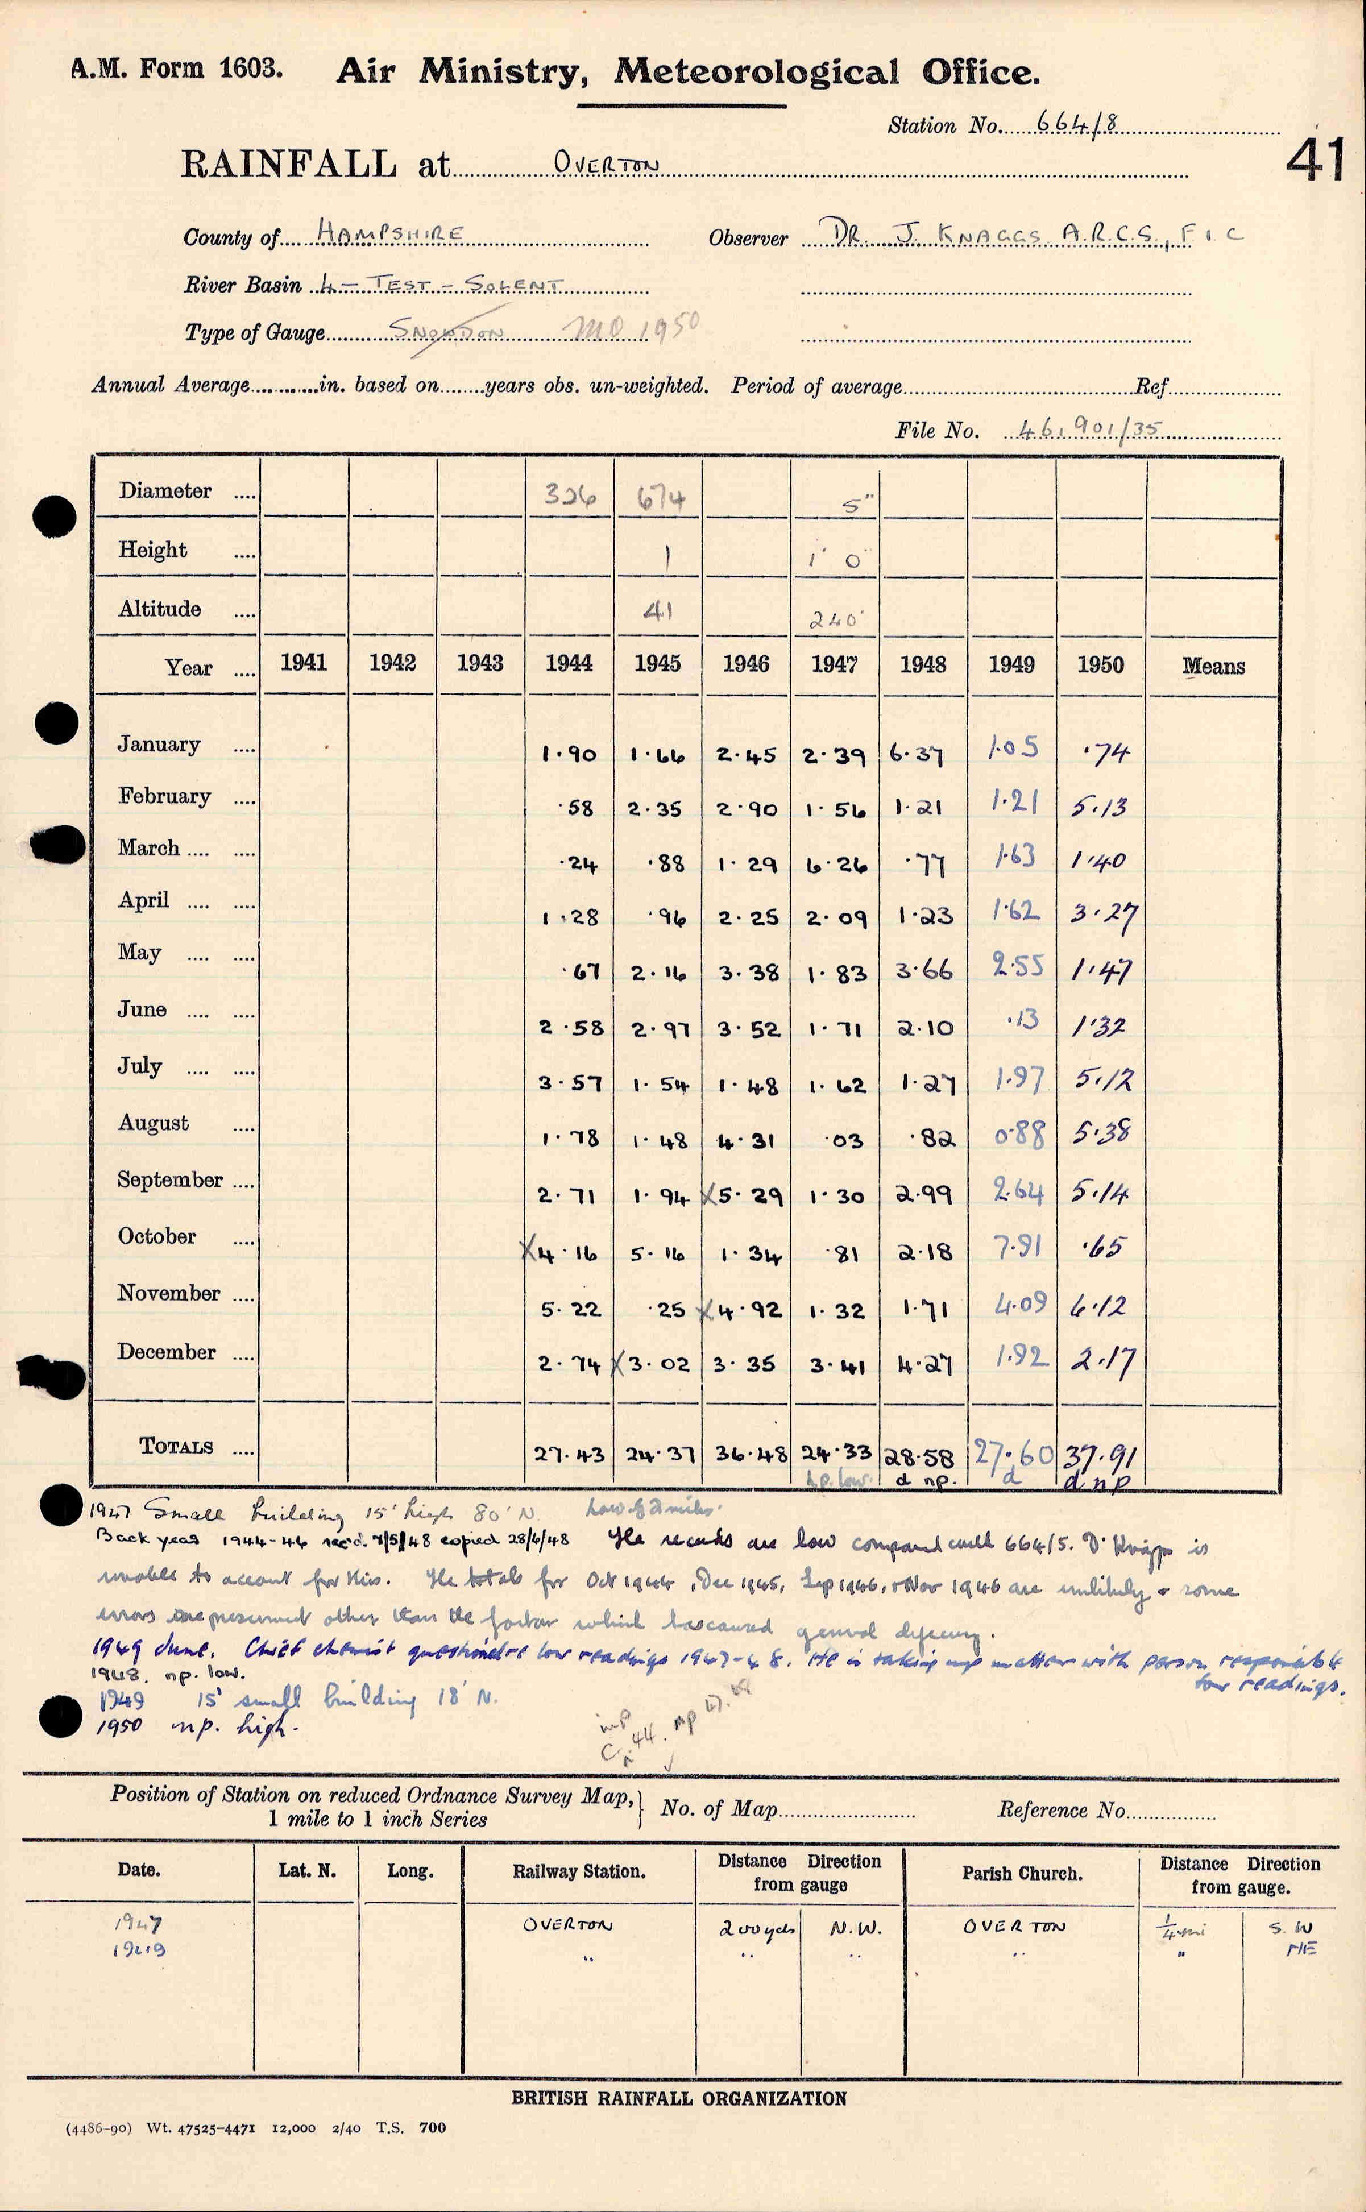 A.M. Form 1603. Air Ministry, Meteorological Office.
Station No. 664/8
41
RAINFALL at OVERTON
County of HAMPSHIRE Observer DR. J. KNAGGS A.R.C.S., F.I.C
River Basin 4 - TEST - SOLENT
Type of Gauge SNOWDON MO 1950
Annual Average in. based on years obs. un-weighted. Period of average Ref
File No. 461901/35
Diameter 326 674 5"
Height 1 1' 0"
Altitude 41 240'
Year 1941 1942 1943 1944 1945 1946 1947 1948 1949 1950 Means
January 1.90 1.66 2.45 2.39 6.37 1.05 .74
February .58 2.35 2.90 1.56 1.21 1.21 5.13
March .24 .88 1.29 6.26 .77 1.63 1.40
April 1.28 .96 2.25 2.09 1.23 1.62 3.27
May .67 2.16 3.38 1.83 3.66 2.55 1.47
June 2.58 2.97 3.52 1.71 2.10 .13 1.32
July 3.57 1.54 1.48 1.62 1.27 1.97 5.12
August 1.78 1.48 4.31 .03 .82 0.88 5.38
September 2.71 1.94 X5.29 1.30 2.99 2.64 5.14
October X4.16 5.16 1.34 .81 2.18 7.91 .65
November 5.22 .25 X4.92 1.32 1.71 4.09 6.12
December 2.74 X3.02 3.35 3.41 4.27 1.92 2.17
TOTALS 27.43 24.37 36.48 24.33 28.58 27.60 37.91
n.p. low. d np. d d n p
1947 Small building 15' high 80' N.
Back years 1944-46 rec'd. 7/5/48 copied 28/6/48 The records are low compared with 664/5. Dr Knaggs is
unable to account for this. The totals for Oct 1944, Dec 1945, Sep 1946, + Nov 1946 are unlikely + some
errors are presumed other than the factor which has caused general deficiency.
1949 June. Chief chemist questioned re low readings 1947-48. He is taking up matter with person responsible
for readings.
1948. np. low.
1949 15' small building 18' N.
1950 np. high.
Position of Station on reduced Ordnance Survey Map, No. of Map Reference No.
1 mile to 1 inch Series
Date. Lat. N. Long. Railway Station. Distance Direction from gauge Parish Church. Distance Direction from gauge.
1947 OVERTON 200 yds N.W. OVERTON 1/4 mi S.W
1949 " " " " " NE
BRITISH RAINFALL ORGANIZATION
(4486-90) Wt. 47525-4471 12,000 2/40 T.S. 700